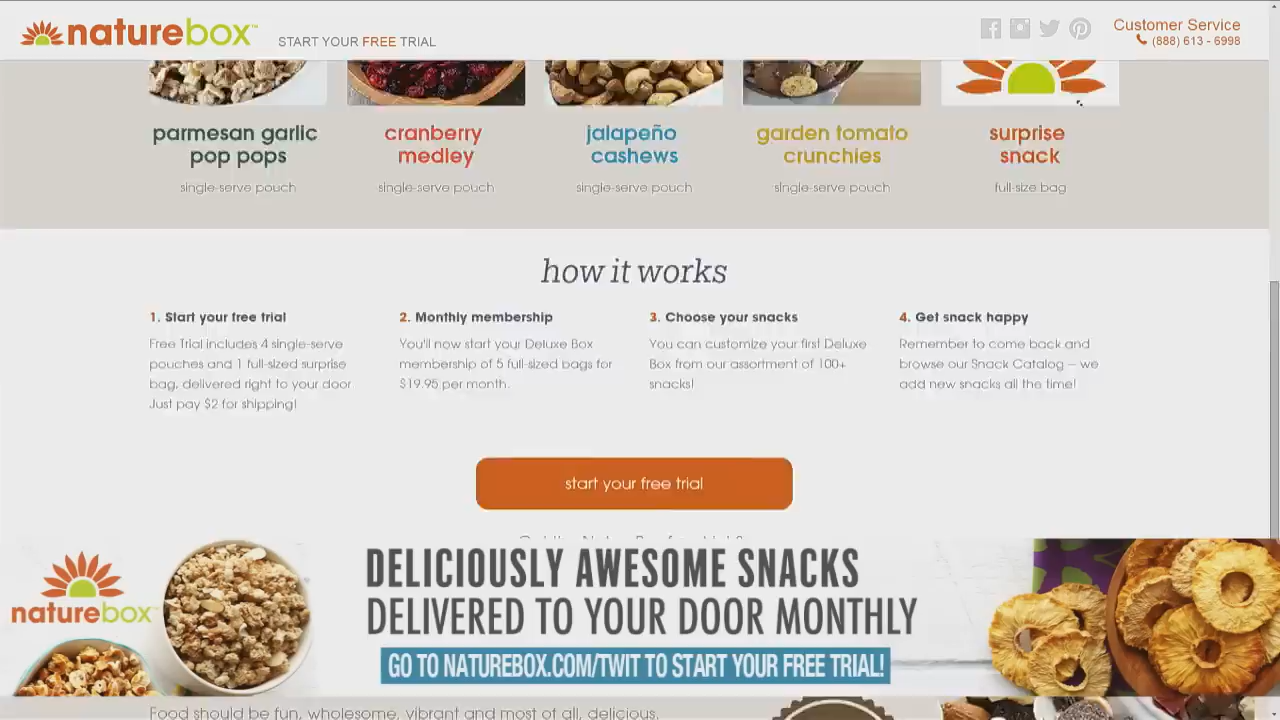 naturebox™
START YOUR FREE TRIAL
Customer Service
(888) 613 - 6998
parmesan garlic
pop pops
single-serve pouch
cranberry
medley
single-serve pouch
jalapeño
cashews
single-serve pouch
garden tomato
crunchies
single-serve pouch
surprise
snack
full-size bag
how it works
1. Start your free trial
Free Trial includes 4 single-serve
pouches and 1 full-sized surprise
bag, delivered right to your door
Just pay $2 for shipping!
2. Monthly membership
You'll now start your Deluxe Box
membership of 5 full-sized bags for
$19.95 per month.
3. Choose your snacks
You can customize your first Deluxe
Box from our assortment of 100+
snacks!
4. Get snack happy
Remember to come back and
browse our Snack Catalog – we
add new snacks all the time!
start your free trial
naturebox
DELICIOUSLY AWESOME SNACKS
DELIVERED TO YOUR DOOR MONTHLY
GO TO NATUREBOX.COM/TWIT TO START YOUR FREE TRIAL!
Food should be fun, wholesome, vibrant and most of all, delicious.